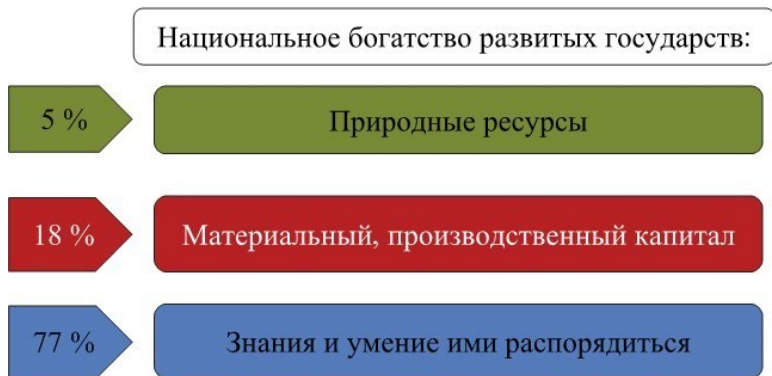 Национальное богатство развитых государств:
5 %
Природные ресурсы
18 %
Материальный, производственный капитал
77 %
Знания и умение ими распорядиться